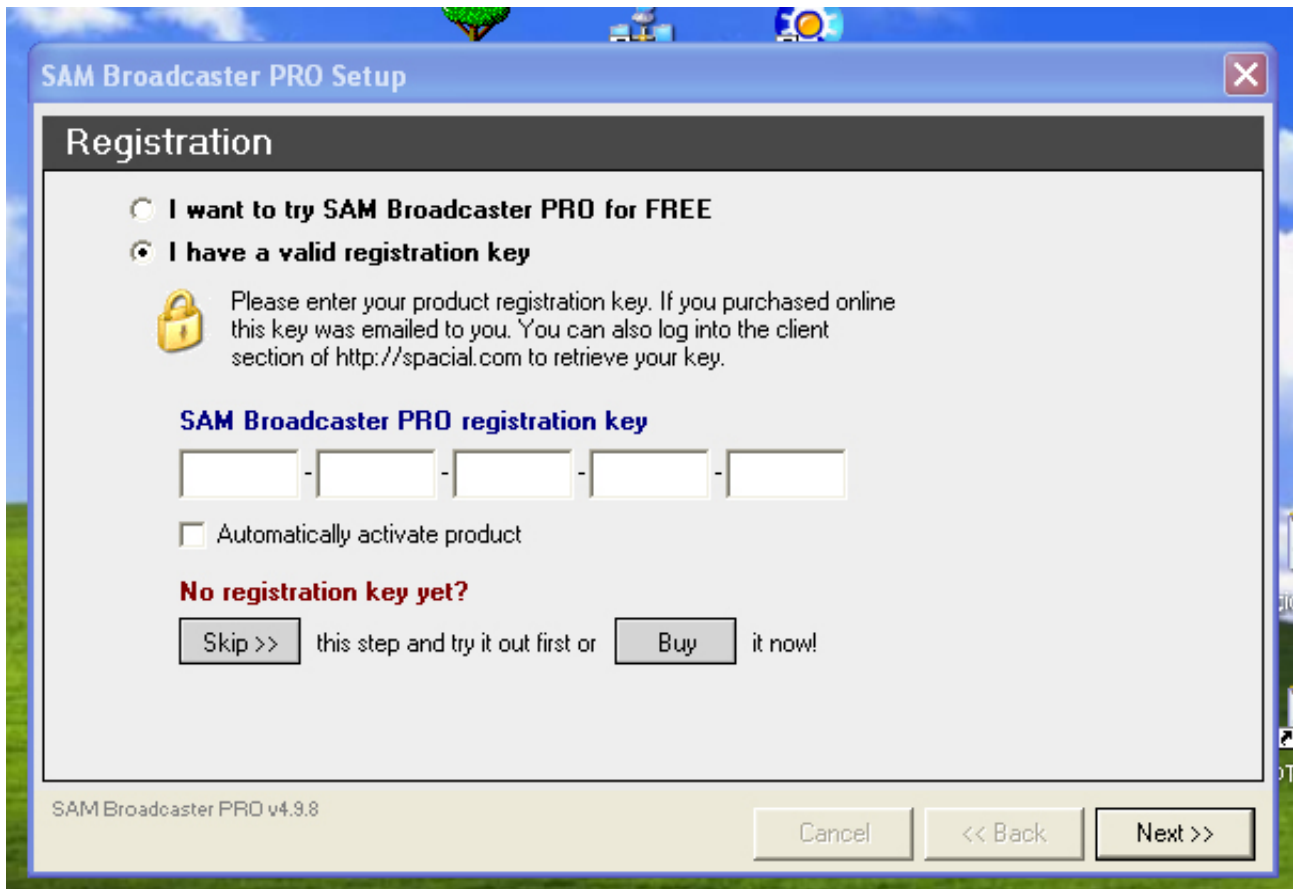 SAM Broadcaster PRO Setup
Registration
I want to try SAM Broadcaster PRO for FREE
I have a valid registration key
Please enter your product registration key. If you purchased online
this key was emailed to you. You can also log into the client
section of http://spacial.com to retrieve your key.
SAM Broadcaster PRO registration key
- - - -
Automatically activate product
No registration key yet?
Skip >> this step and try it out first or Buy it now!
SAM Broadcaster PRO v4.9.8
Cancel << Back Next >>